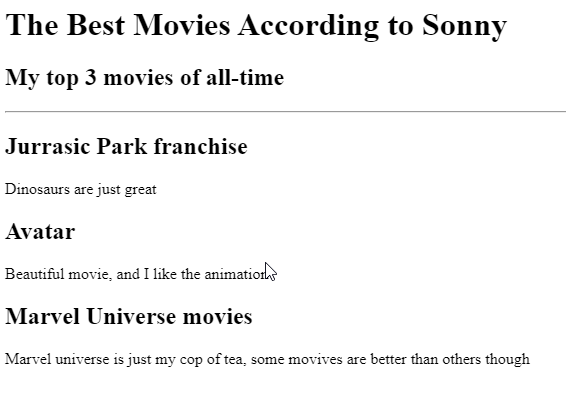 The Best Movies According to Sonny
My top 3 movies of all-time
Jurrasic Park franchise
Dinosaurs are just great
Avatar
Beautiful movie, and I like the animation
Marvel Universe movies
Marvel universe is just my cop of tea, some movives are better than others though